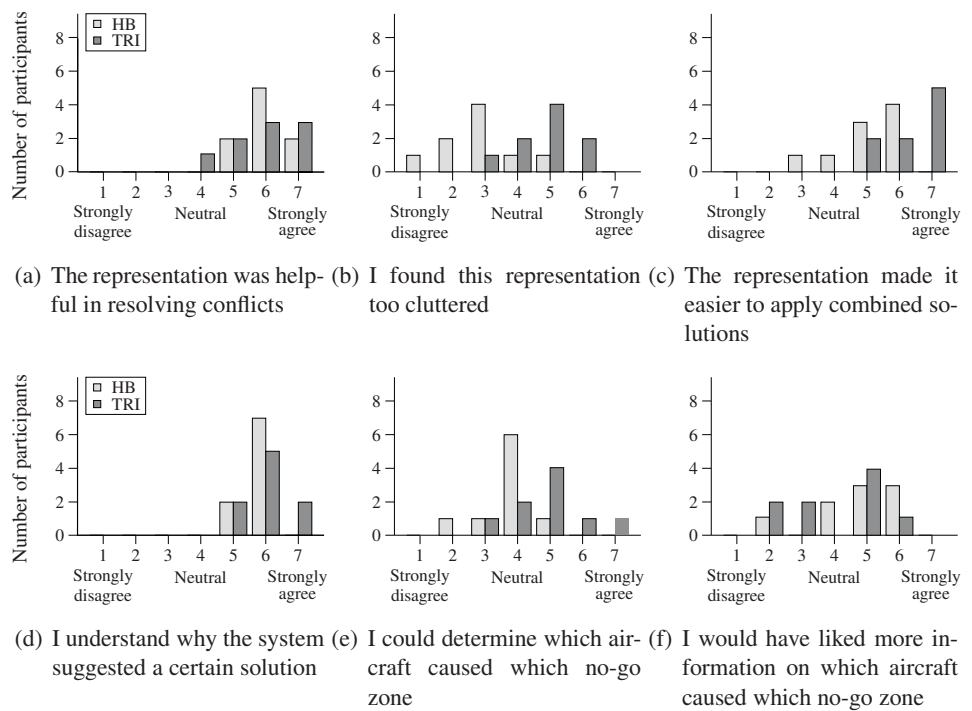 Number of participants
HB
TRI
8
6
4
2
0
1 2 3 4 5 6 7
Strongly disagree
Neutral
Strongly agree
8
6
4
2
0
1 2 3 4 5 6 7
Strongly disagree
Neutral
Strongly agree
8
6
4
2
0
1 2 3 4 5 6 7
Strongly disagree
Neutral
Strongly agree
(a) The representation was help-
ful in resolving conflicts
(b) I found this representation
too cluttered
(c) The representation made it
easier to apply combined so-
lutions
Number of participants
HB
TRI
8
6
4
2
0
1 2 3 4 5 6 7
Strongly disagree
Neutral
Strongly agree
8
6
4
2
0
1 2 3 4 5 6 7
Strongly disagree
Neutral
Strongly agree
8
6
4
2
0
1 2 3 4 5 6 7
Strongly disagree
Neutral
Strongly agree
(d) I understand why the system
suggested a certain solution
(e) I could determine which air-
craft caused which no-go
zone
(f) I would have liked more in-
formation on which aircraft
caused which no-go zone